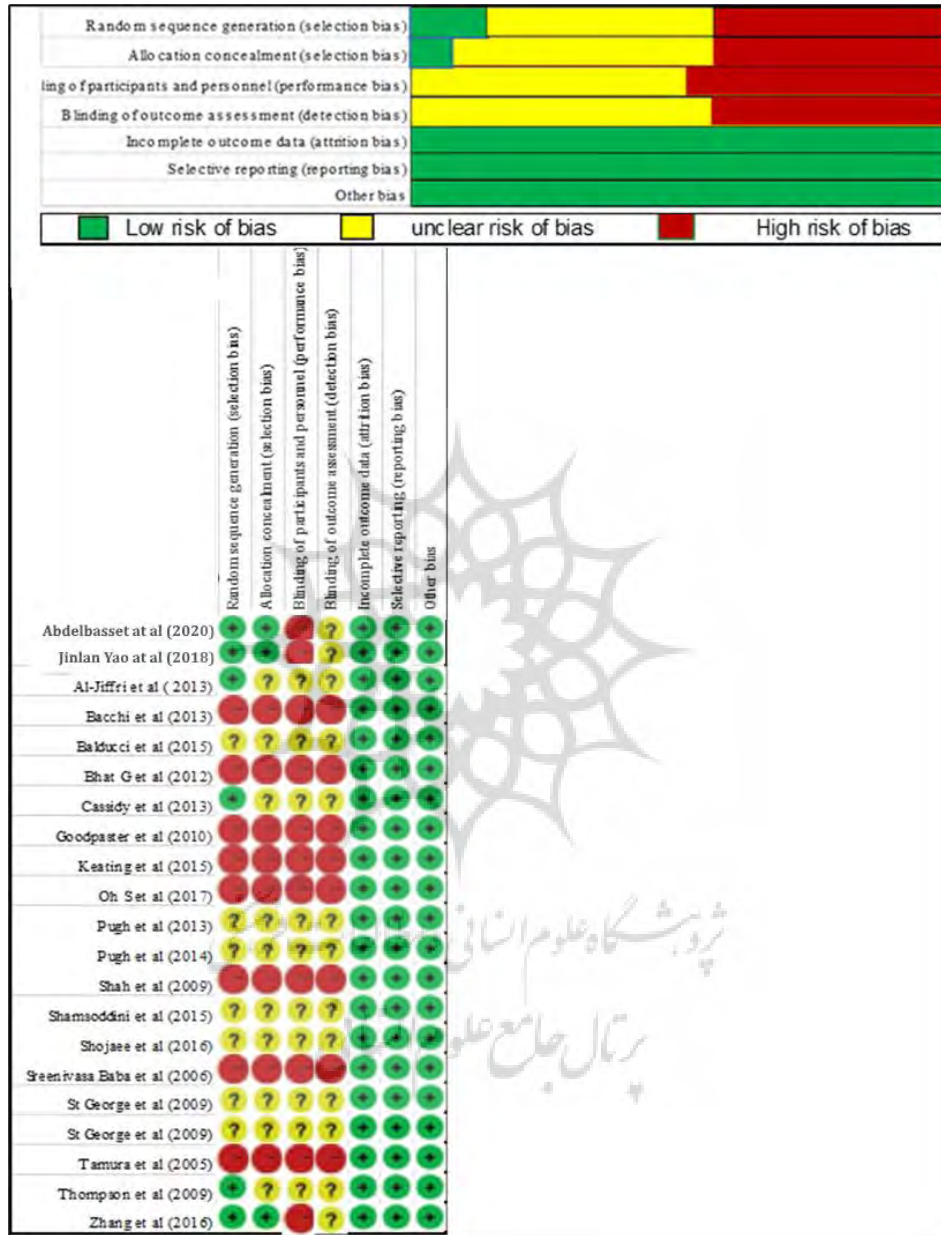 Random sequence generation (selection bias)
Allocation concealment (selection bias)
ling of participants and personnel (performance bias)
Blinding of outcome assessment (detection bias)
Incomplete outcome data (attrition bias)
Selective reporting (reporting bias)
Other bias
Low risk of bias unclear risk of bias High risk of bias
Random sequence generation (selection bias)
Allocation concealment (selection bias)
Blinding of participants and personnel (performance bias)
Blinding of outcome assessment (detection bias)
Incomplete outcome data (attrition bias)
Selective reporting (reporting bias)
Other bias
Abdelbasset at al (2020) + + - ? + + +
Jinlan Yao at al (2018) + + - ? + + +
Al-Jiffri et al ( 2013) + ? ? ? + + +
Bacchi et al (2013) - - - - + + +
Balducci et al (2015) ? ? ? ? + + +
Bhat G et al (2012) - - - - + + +
Cassidy et al (2013) + ? ? ? + + +
Goodpaster et al (2010) - - - - + + +
Keating et al (2015) - - - - + + +
Oh S et al (2017) - - - - + + +
Pugh et al (2013) ? ? ? ? + + +
Pugh et al (2014) ? ? ? ? + + +
Shah et al (2009) - - - - + + +
Shamsoddini et al (2015) ? ? ? ? + + +
Shojaee et al (2016) ? ? ? ? + + +
Sreenivasa Baba et al (2006) - - - - + + +
St George et al (2009) ? ? ? ? + + +
St George et al (2009) ? ? ? ? + + +
Tamura et al (2005) - - - - + + +
Thompson et al (2009) + ? ? ? + + +
Zhang et al (2016) + + - ? + + +
پژوهشگاه علوم انسانی
پرتال جامع علوم